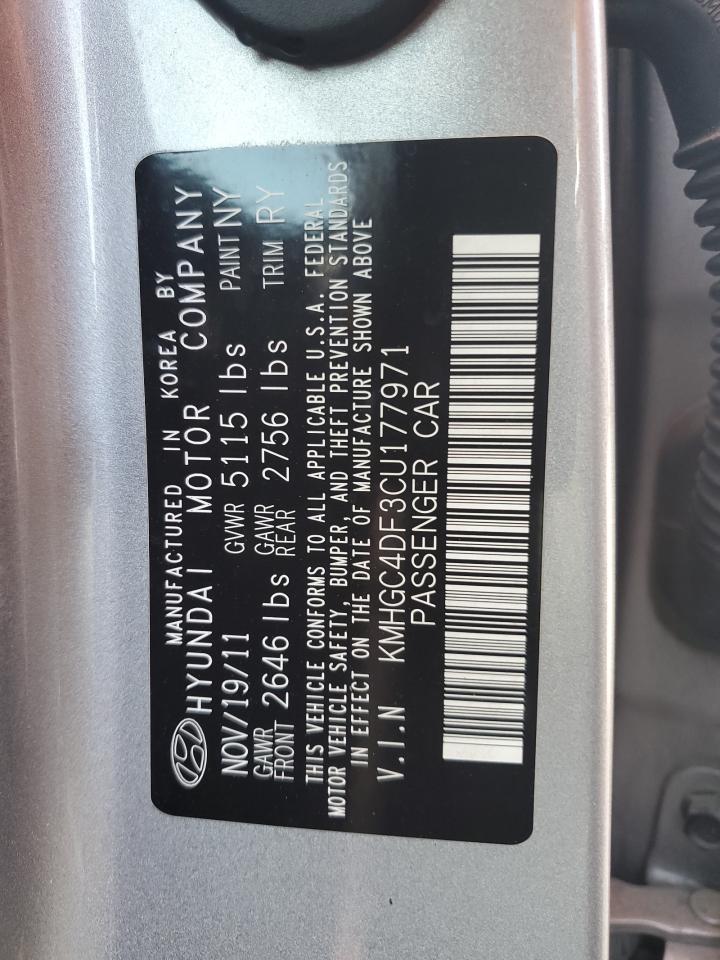 MANUFACTURED IN KOREA BY
HYUNDAI MOTOR COMPANY
NOV/19/11 GVWR 5115 lbs PAINT NY
GAWR FRONT 2646 lbs GAWR REAR 2756 lbs TRIM RY
THIS VEHICLE CONFORMS TO ALL APPLICABLE U.S.A. FEDERAL
MOTOR VEHICLE SAFETY, BUMPER, AND THEFT PREVENTION STANDARDS
IN EFFECT ON THE DATE OF MANUFACTURE SHOWN ABOVE
V.I.N KMHGC4DF3CU177971
PASSENGER CAR